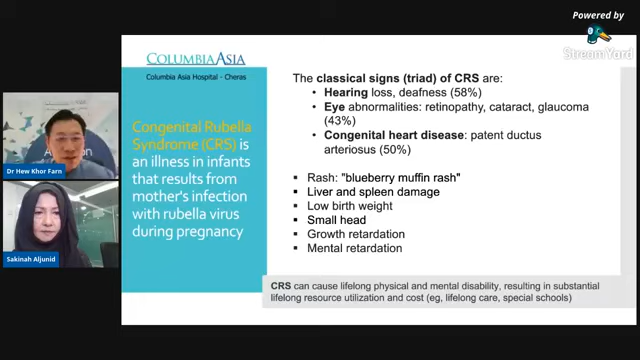 Powered by
StreamYard
COLUMBIA ASIA
Columbia Asia Hospital - Cheras
Congenital Rubella
Syndrome (CRS) is
an illness in infants
that results from
mother's infection
with rubella virus
during pregnancy
The classical signs (triad) of CRS are:
• Hearing loss, deafness (58%)
• Eye abnormalities: retinopathy, cataract, glaucoma
(43%)
• Congenital heart disease: patent ductus
arteriosus (50%)
▪ Rash: "blueberry muffin rash"
▪ Liver and spleen damage
▪ Low birth weight
▪ Small head
▪ Growth retardation
▪ Mental retardation
CRS can cause lifelong physical and mental disability, resulting in substantial
lifelong resource utilization and cost (eg, lifelong care, special schools)
Dr Hew Khor Farn
Sakinah Aljunid